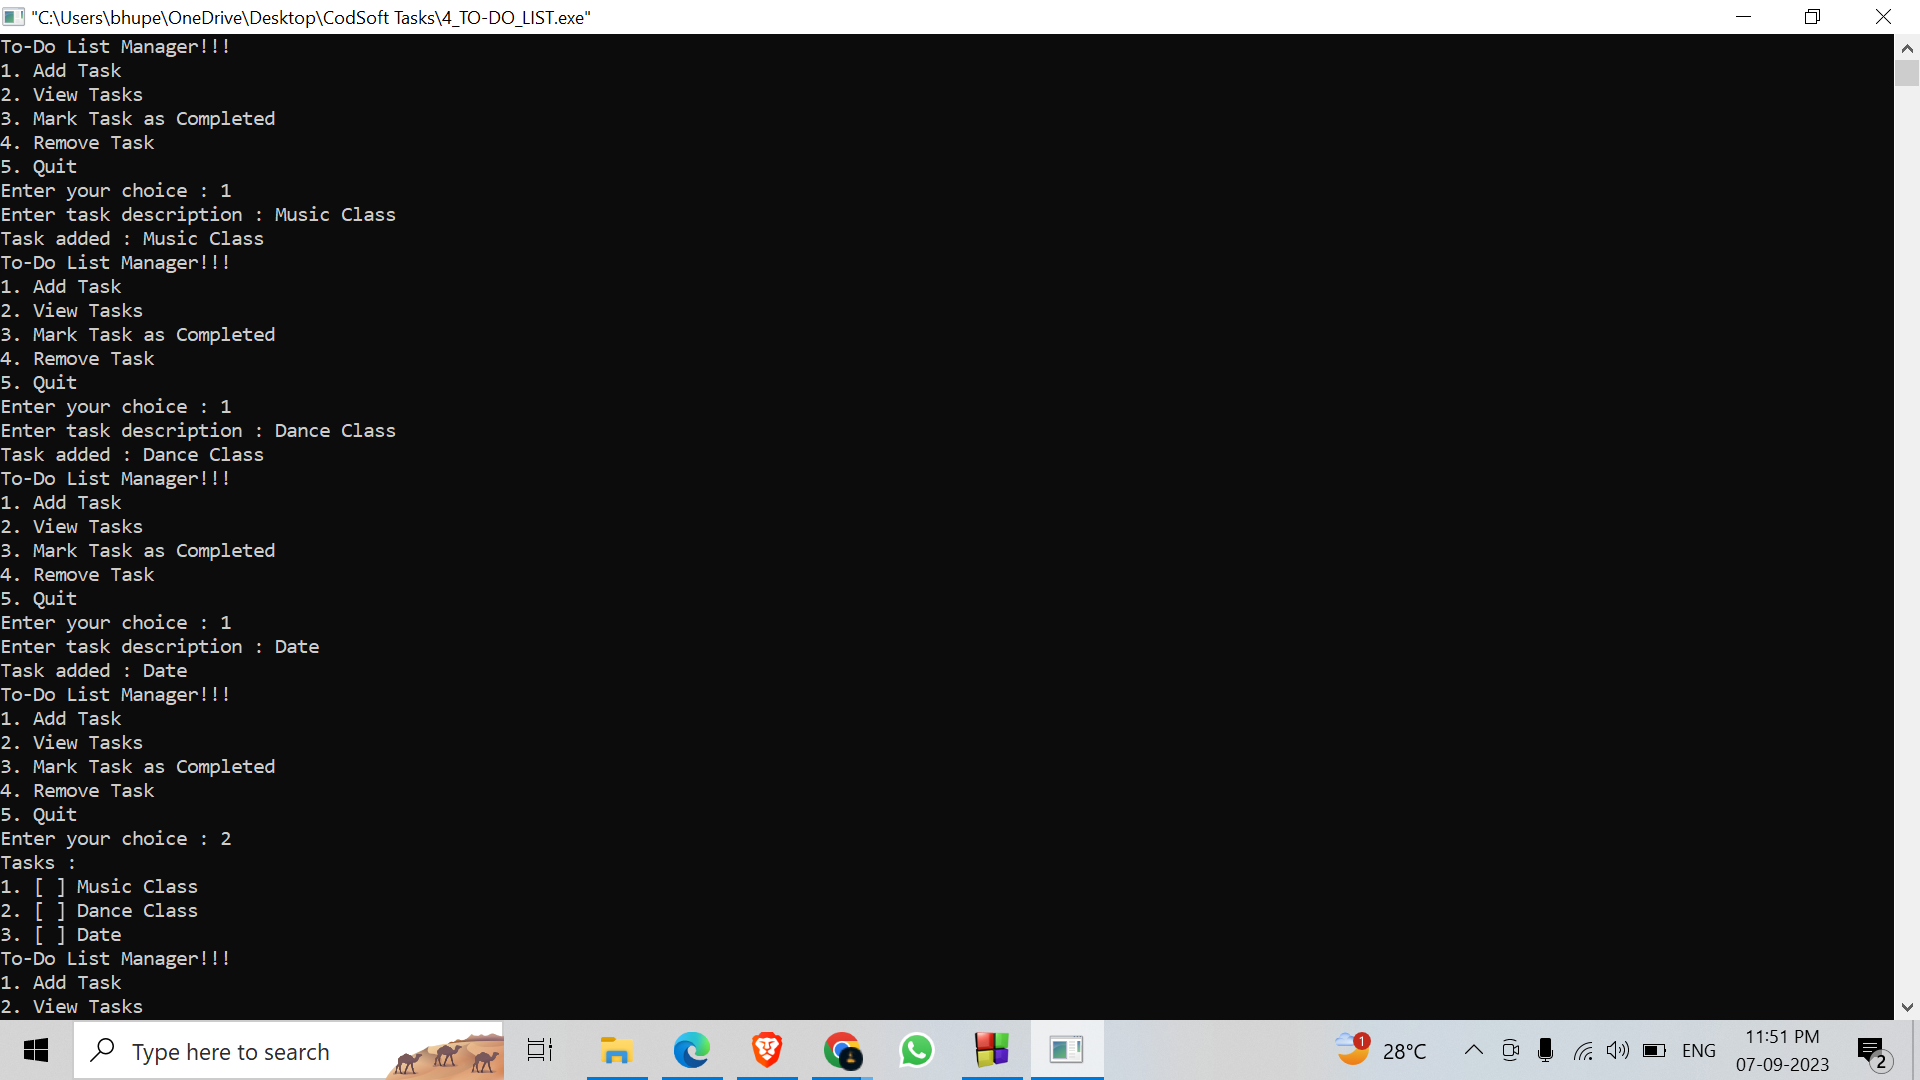 "C:\Users\bhupe\OneDrive\Desktop\CodSoft Tasks\4_TO-DO_LIST.exe"
To-Do List Manager!!!
1. Add Task
2. View Tasks
3. Mark Task as Completed
4. Remove Task
5. Quit
Enter your choice : 1
Enter task description : Music Class
Task added : Music Class
To-Do List Manager!!!
1. Add Task
2. View Tasks
3. Mark Task as Completed
4. Remove Task
5. Quit
Enter your choice : 1
Enter task description : Dance Class
Task added : Dance Class
To-Do List Manager!!!
1. Add Task
2. View Tasks
3. Mark Task as Completed
4. Remove Task
5. Quit
Enter your choice : 1
Enter task description : Date
Task added : Date
To-Do List Manager!!!
1. Add Task
2. View Tasks
3. Mark Task as Completed
4. Remove Task
5. Quit
Enter your choice : 2
Tasks :
1. [ ] Music Class
2. [ ] Dance Class
3. [ ] Date
To-Do List Manager!!!
1. Add Task
2. View Tasks
Type here to search
1
28°C
ENG
11:51 PM
07-09-2023
2